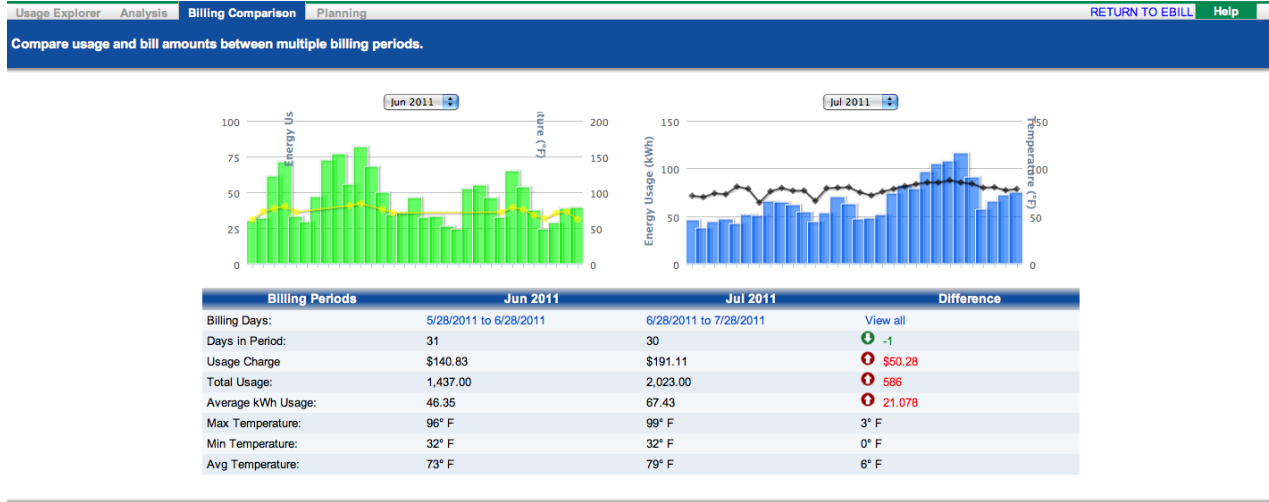 Usage Explorer Analysis Billing Comparison Planning RETURN TO EBILL Help
Compare usage and bill amounts between multiple billing periods.
Jun 2011
100
75
50
25
0
Energy Us
200
150
100
50
0
ture (°F)
Jul 2011
150
100
50
0
Energy Usage (kWh)
150
100
50
0
Temperature (°F)
Billing Periods Jun 2011 Jul 2011 Difference
Billing Days: 5/28/2011 to 6/28/2011 6/28/2011 to 7/28/2011 View all
Days in Period: 31 30 -1
Usage Charge $140.83 $191.11 $50.28
Total Usage: 1,437.00 2,023.00 586
Average kWh Usage: 46.35 67.43 21.078
Max Temperature: 96° F 99° F 3° F
Min Temperature: 32° F 32° F 0° F
Avg Temperature: 73° F 79° F 6° F